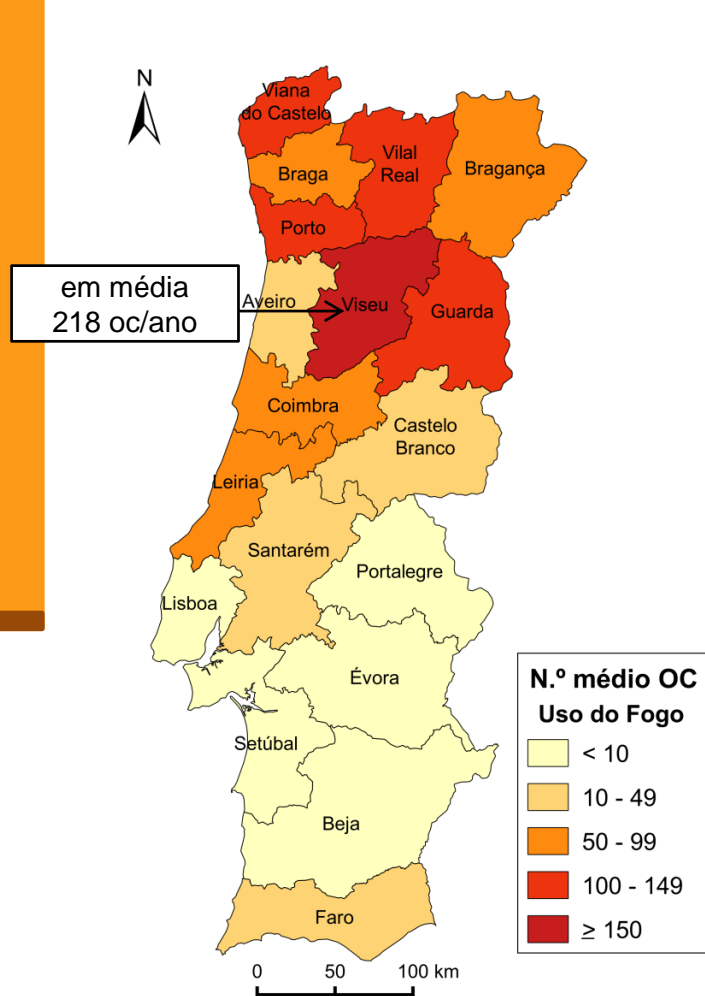 N
Viana
do Castelo
Braga
Vilal
Real
Bragança
Porto
em média
218 oc/ano
Aveiro
Viseu
Guarda
Coimbra
Castelo
Branco
Leiria
Santarém
Portalegre
Lisboa
Évora
Setúbal
Beja
Faro
N.º médio OC
Uso do Fogo
< 10
10 - 49
50 - 99
100 - 149
≥ 150
0 50 100 km